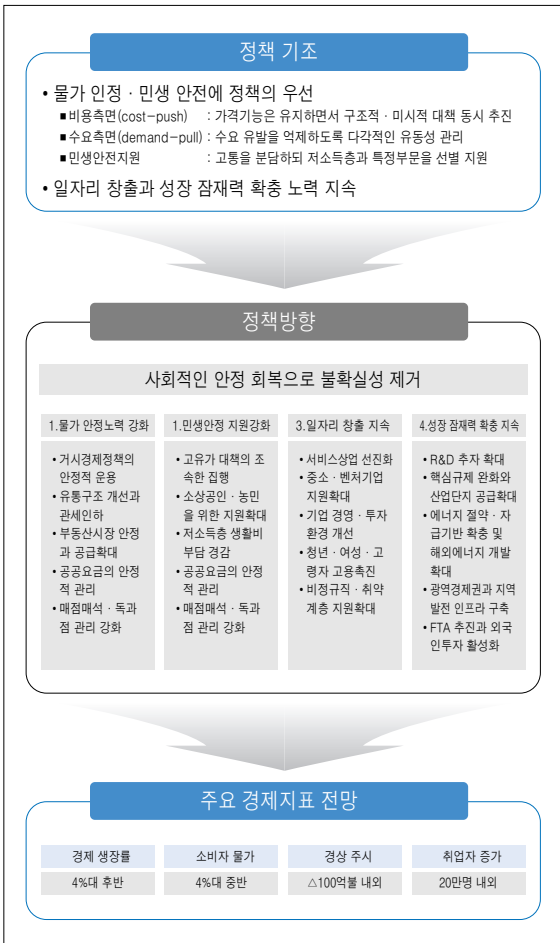 정책 기조
• 물가 인정 · 민생 안전에 정책의 우선
■ 비용측면(cost-push) : 가격기능은 유지하면서 구조적 · 미시적 대책 동시 추진
■ 수요측면(demand-pull) : 수요 유발을 억제하도록 다각적인 유동성 관리
■ 민생안전지원 : 고통을 분담하되 저소득층과 특정부문을 선별 지원
• 일자리 창출과 성장 잠재력 확충 노력 지속
정책방향
사회적인 안정 회복으로 불확실성 제거
1.물가 안정노력 강화
• 거시경제정책의
안정적 운용
• 유통구조 개선과
관세인하
• 부동산시장 안정
과 공급확대
• 공공요금의 안정
적 관리
• 매점매석 · 독과
점 관리 강화
1.민생안정 지원강화
• 고유가 대책의 조
속한 집행
• 소상공인 · 농민
을 위한 지원확대
• 저소득층 생활비
부담 경감
• 공공요금의 안정
적 관리
• 매점매석 · 독과
점 관리 강화
3.일자리 창출 지속
• 서비스상업 선진화
• 중소 · 벤처기업
지원확대
• 기업 경영 · 투자
환경 개선
• 청년 · 여성 · 고
령자 고용촉진
• 비정규직 · 취약
계층 지원확대
4.성장 잠재력 확충 지속
• R&D 추자 확대
• 핵심규제 완화와
산업단지 공급확대
• 에너지 절약 · 자
급기반 확충 및
해외에너지 개발
확대
• 광역경제권과 지역
발전 인프라 구축
• FTA 추진과 외국
인투자 활성화
주요 경제지표 전망
경제 생장률 소비자 물가 경상 주시 취업자 증가
4%대 후반 4%대 중반 △100억불 내외 20만명 내외